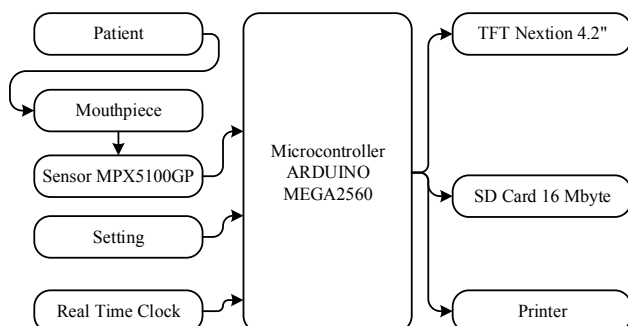 Patient
Mouthpiece
Sensor MPX5100GP
Setting
Real Time Clock
Microcontroller
ARDUINO
MEGA2560
TFT Nextion 4.2"
SD Card 16 Mbyte
Printer